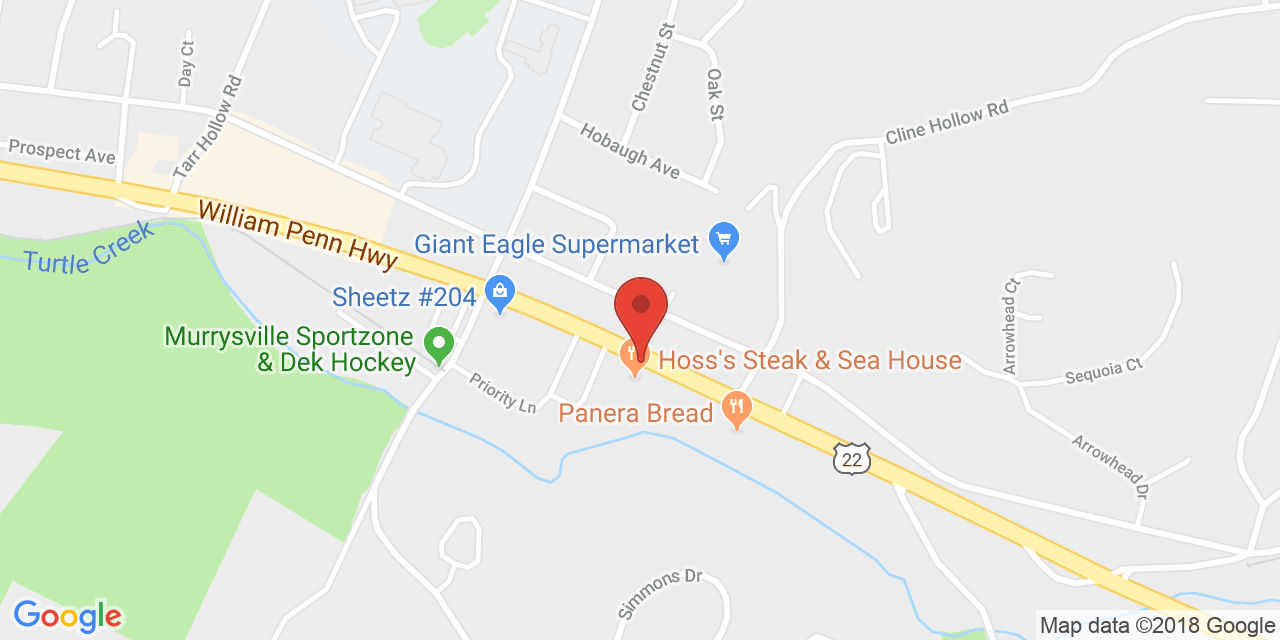 Day Ct
Tarr Hollow Rd
Prospect Ave
Chestnut St
Oak St
Hobaugh Ave
Cline Hollow Rd
William Penn Hwy
Turtle Creek
Giant Eagle Supermarket
Sheetz #204
Murrysville Sportzone
& Dek Hockey
Priority Ln
Hoss's Steak & Sea House
Panera Bread
22
Arrowhead Ct
Sequoia Ct
Arrowhead Dr
Simmons Dr
Google
Map data ©2018 Google